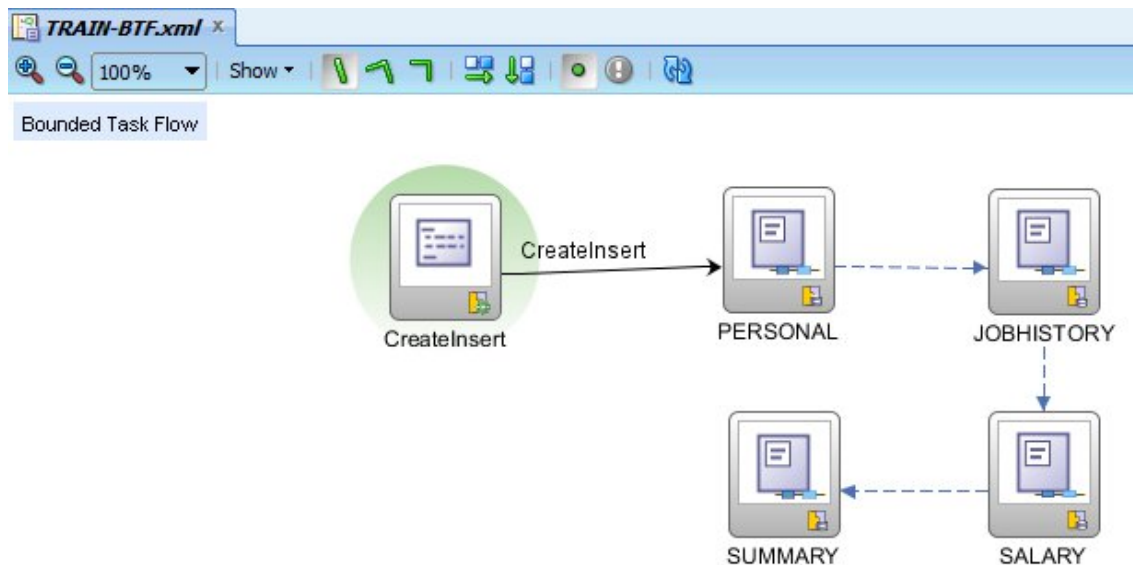 TRAIN-BTF.xml x
100% Show
Bounded Task Flow
CreateInsert
CreateInsert
PERSONAL
JOBHISTORY
SUMMARY
SALARY